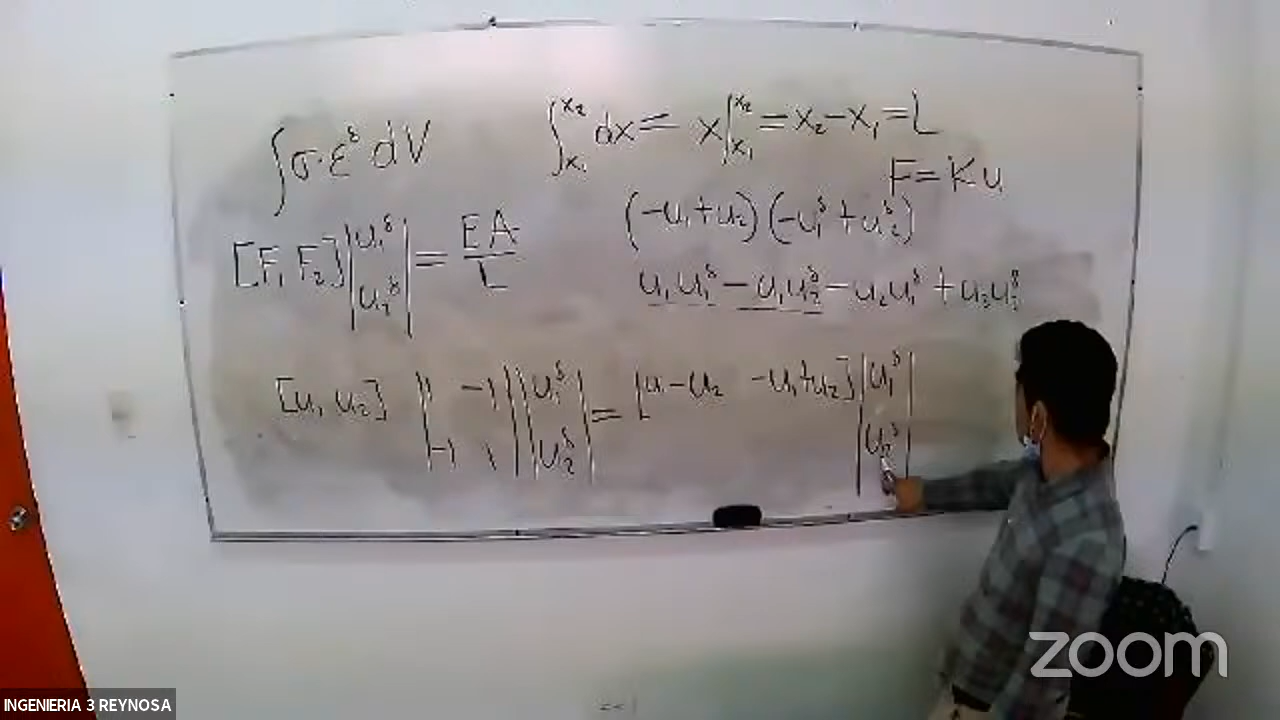 ∫σ·ε^δ dV
∫_{x₁}^{x₂} dx = x|_{x₁}^{x₂} = x₂-x₁ = L
F=Ku
(-u₁+u₂)(-u₁^δ+u₂^δ)
[F₁ F₂]|u₁^δ u₂^δ| = EA/L
u₁u₁^δ - u₁u₂^δ - u₂u₁^δ + u₂u₂^δ
[u₁ u₂] |1 -1 -1 1| |u₁^δ u₂^δ| = [u-u₂ -u₁+u₂] |u₁^δ u₂^δ|
zoom
INGENIERIA 3 REYNOSA